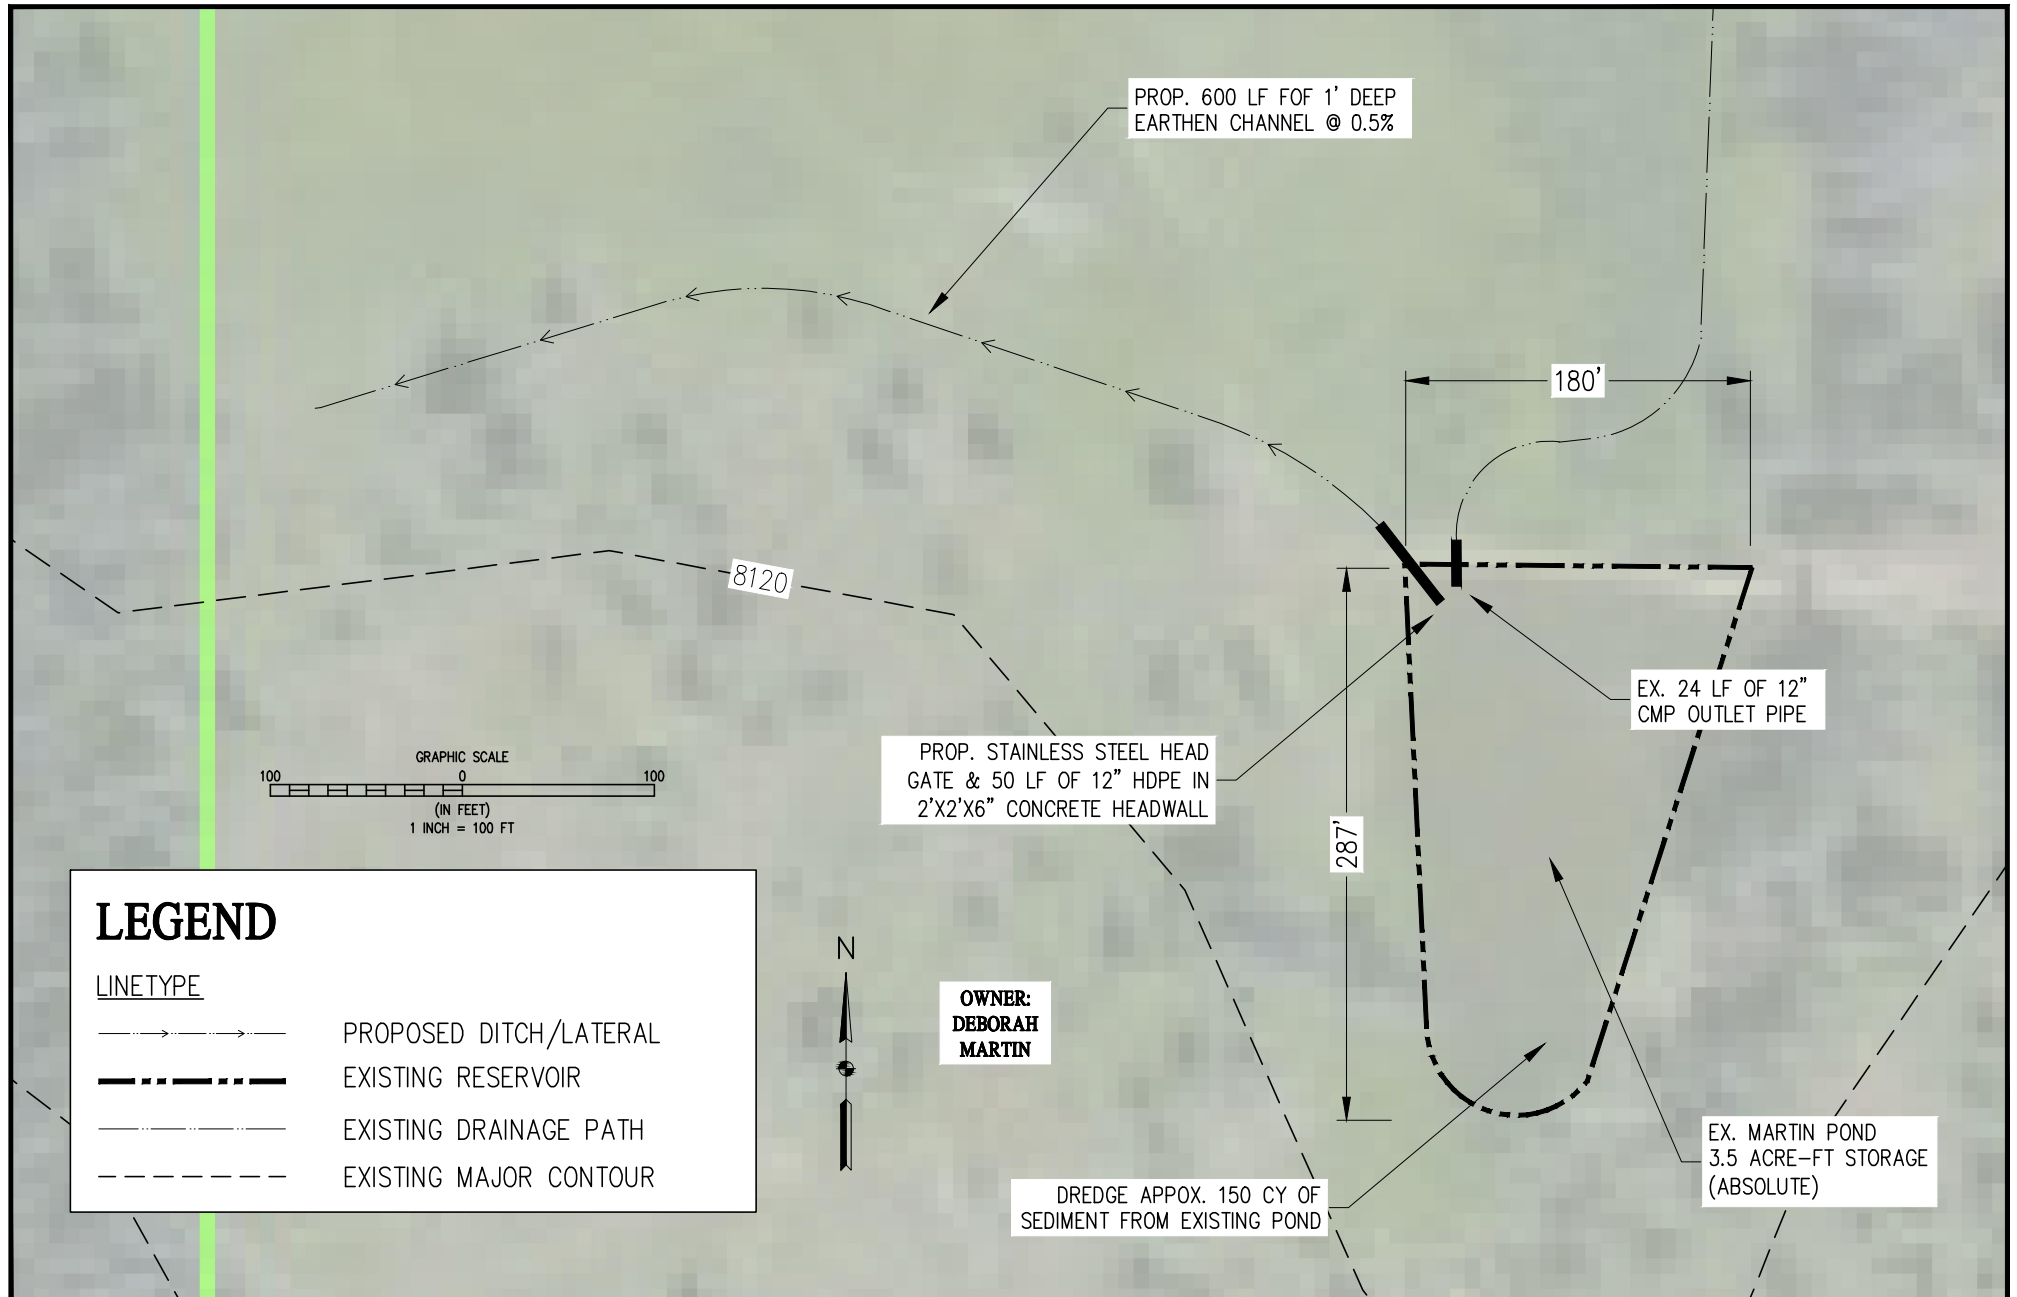 PROP. 600 LF FOF 1' DEEP
EARTHEN CHANNEL @ 0.5%
180'
8120
EX. 24 LF OF 12"
CMP OUTLET PIPE
PROP. STAINLESS STEEL HEAD
GATE & 50 LF OF 12" HDPE IN
2'X2'X6" CONCRETE HEADWALL
GRAPHIC SCALE
100 0 100
(IN FEET)
1 INCH = 100 FT
287'
LEGEND
LINETYPE
PROPOSED DITCH/LATERAL
EXISTING RESERVOIR
EXISTING DRAINAGE PATH
EXISTING MAJOR CONTOUR
N
OWNER:
DEBORAH
MARTIN
EX. MARTIN POND
3.5 ACRE-FT STORAGE
(ABSOLUTE)
DREDGE APPOX. 150 CY OF
SEDIMENT FROM EXISTING POND